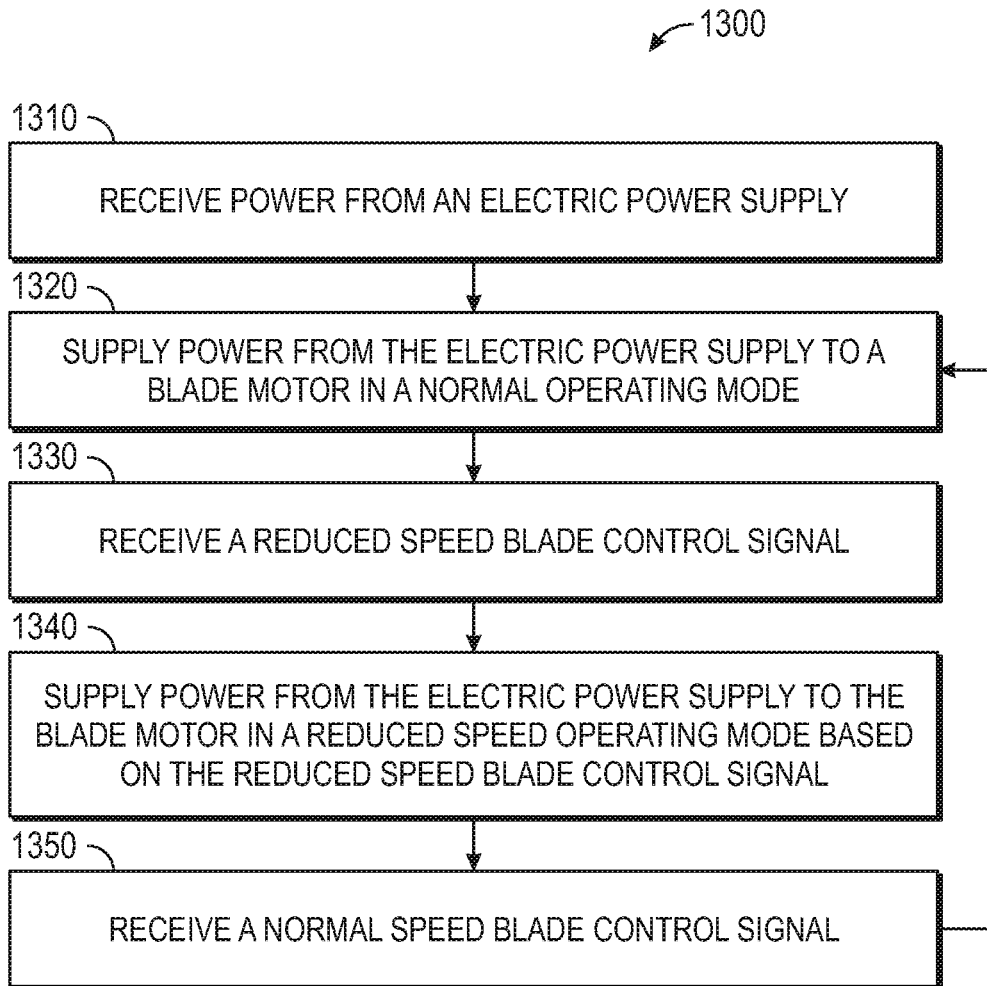 1300
1310
RECEIVE POWER FROM AN ELECTRIC POWER SUPPLY
1320
SUPPLY POWER FROM THE ELECTRIC POWER SUPPLY TO A
BLADE MOTOR IN A NORMAL OPERATING MODE
1330
RECEIVE A REDUCED SPEED BLADE CONTROL SIGNAL
1340
SUPPLY POWER FROM THE ELECTRIC POWER SUPPLY TO THE
BLADE MOTOR IN A REDUCED SPEED OPERATING MODE BASED
ON THE REDUCED SPEED BLADE CONTROL SIGNAL
1350
RECEIVE A NORMAL SPEED BLADE CONTROL SIGNAL